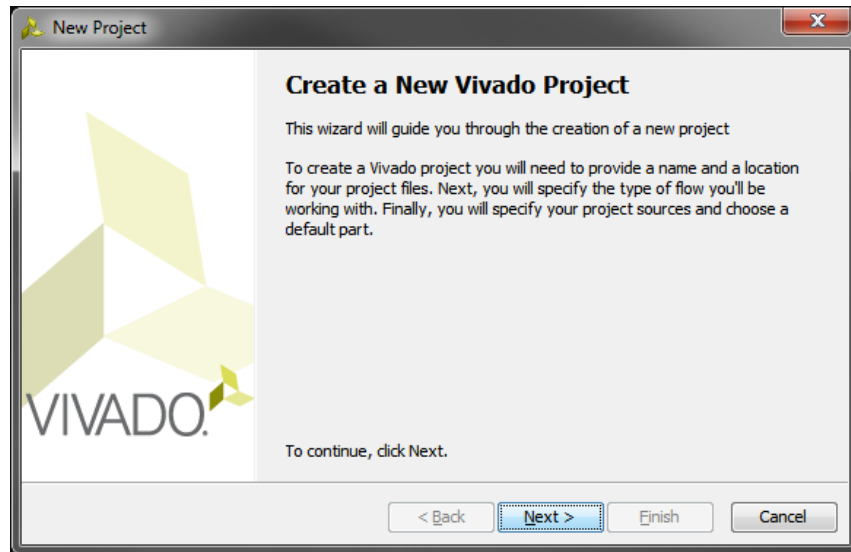 New Project
Create a New Vivado Project
This wizard will guide you through the creation of a new project
To create a Vivado project you will need to provide a name and a location
for your project files. Next, you will specify the type of flow you'll be
working with. Finally, you will specify your project sources and choose a
default part.
VIVADO.
To continue, click Next.
< Back Next > Finish Cancel